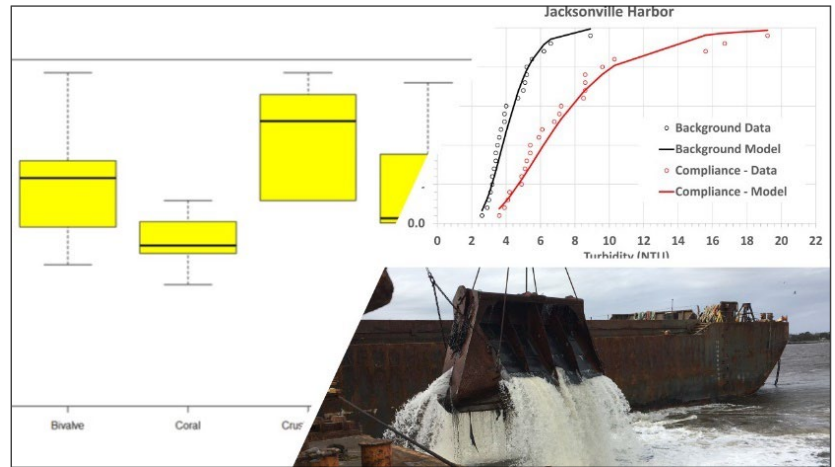 Jacksonville Harbor
Background Data
Background Model
Compliance - Data
Compliance - Model
0.0
0 2 4 6 8 10 12 14 16 18 20 22
Turbidity (NTU)
Bivalve Coral